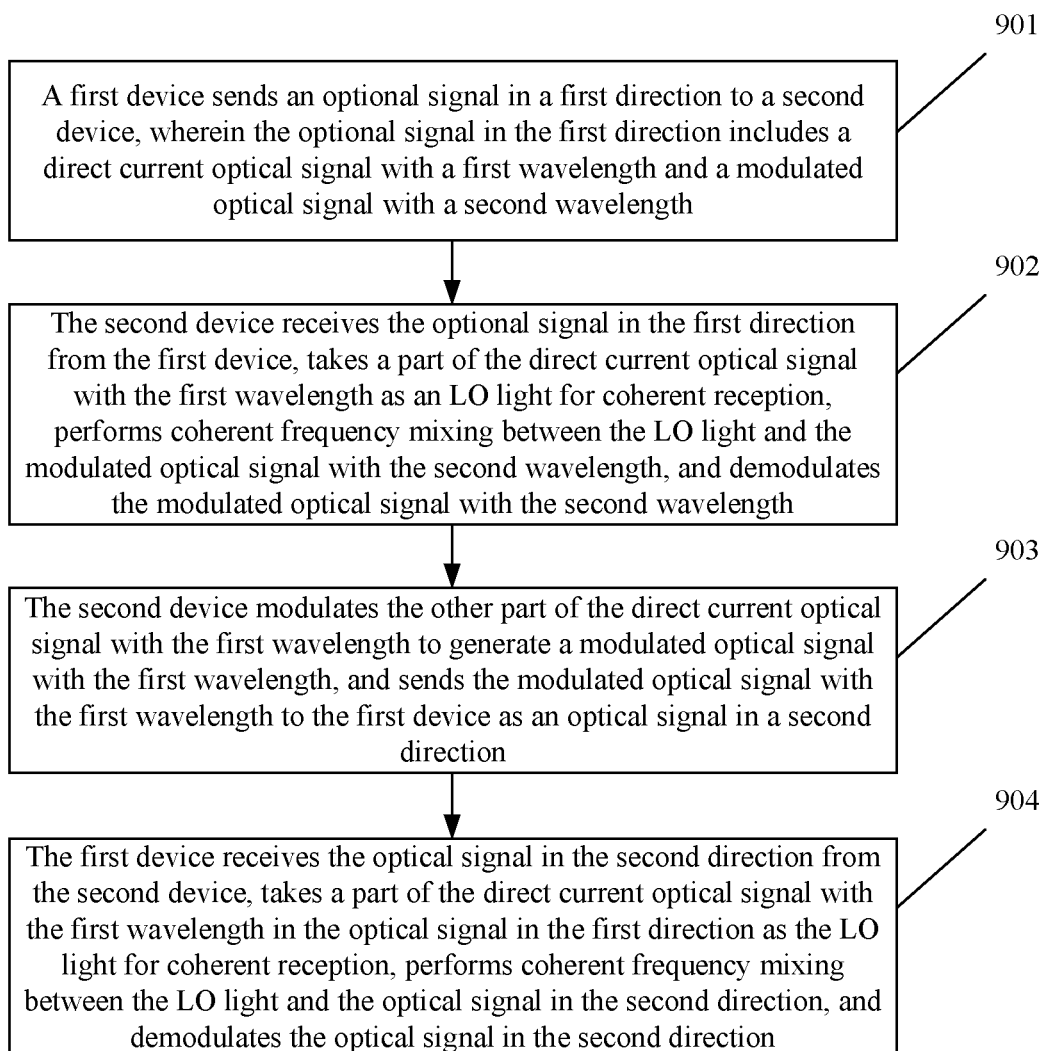 901
A first device sends an optional signal in a first direction to a second
device, wherein the optional signal in the first direction includes a
direct current optical signal with a first wavelength and a modulated
optical signal with a second wavelength
902
The second device receives the optional signal in the first direction
from the first device, takes a part of the direct current optical signal
with the first wavelength as an LO light for coherent reception,
performs coherent frequency mixing between the LO light and the
modulated optical signal with the second wavelength, and demodulates
the modulated optical signal with the second wavelength
903
The second device modulates the other part of the direct current optical
signal with the first wavelength to generate a modulated optical signal
with the first wavelength, and sends the modulated optical signal with
the first wavelength to the first device as an optical signal in a second
direction
904
The first device receives the optical signal in the second direction from
the second device, takes a part of the direct current optical signal with
the first wavelength in the optical signal in the first direction as the LO
light for coherent reception, performs coherent frequency mixing
between the LO light and the optical signal in the second direction, and
demodulates the optical signal in the second direction